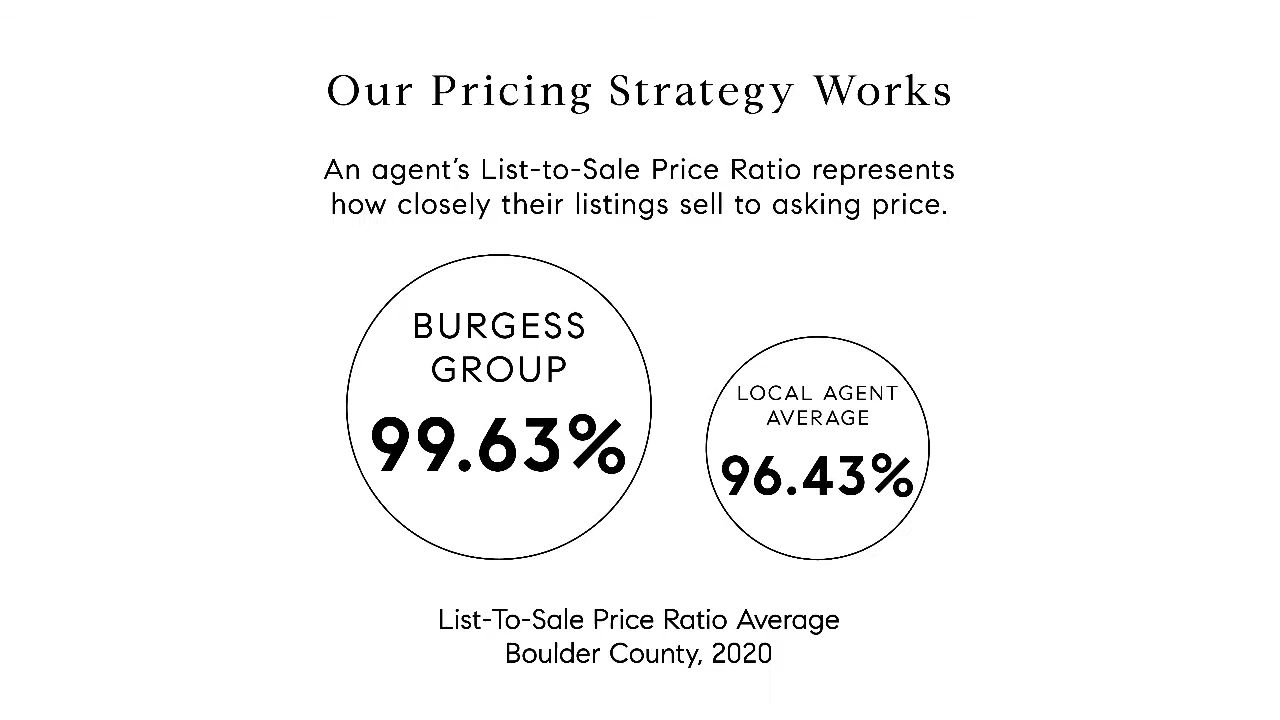 Our Pricing Strategy Works
An agent's List-to-Sale Price Ratio represents
how closely their listings sell to asking price.
BURGESS
GROUP
99.63%
LOCAL AGENT
AVERAGE
96.43%
List-To-Sale Price Ratio Average
Boulder County, 2020